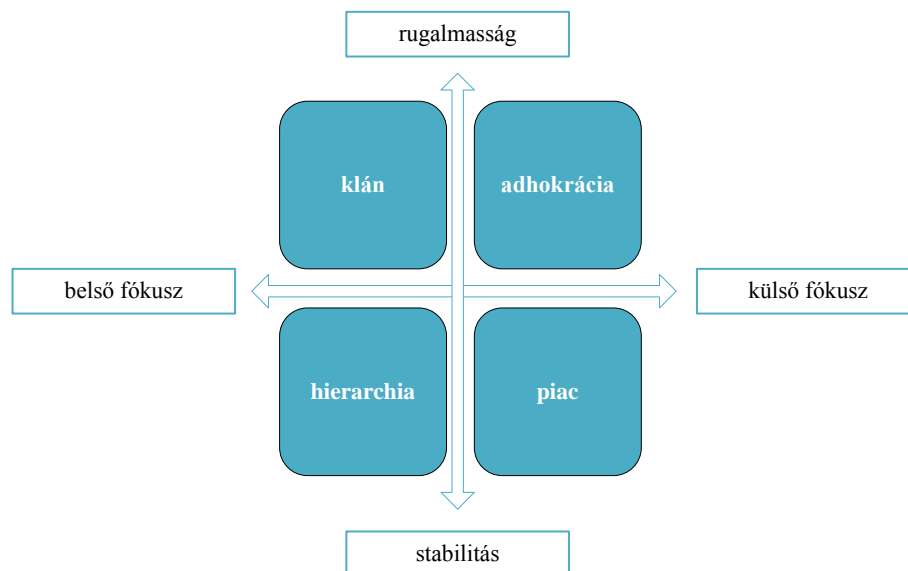 rugalmasság
klán
adhokrácia
belső fókusz
külső fókusz
hierarchia
piac
stabilitás